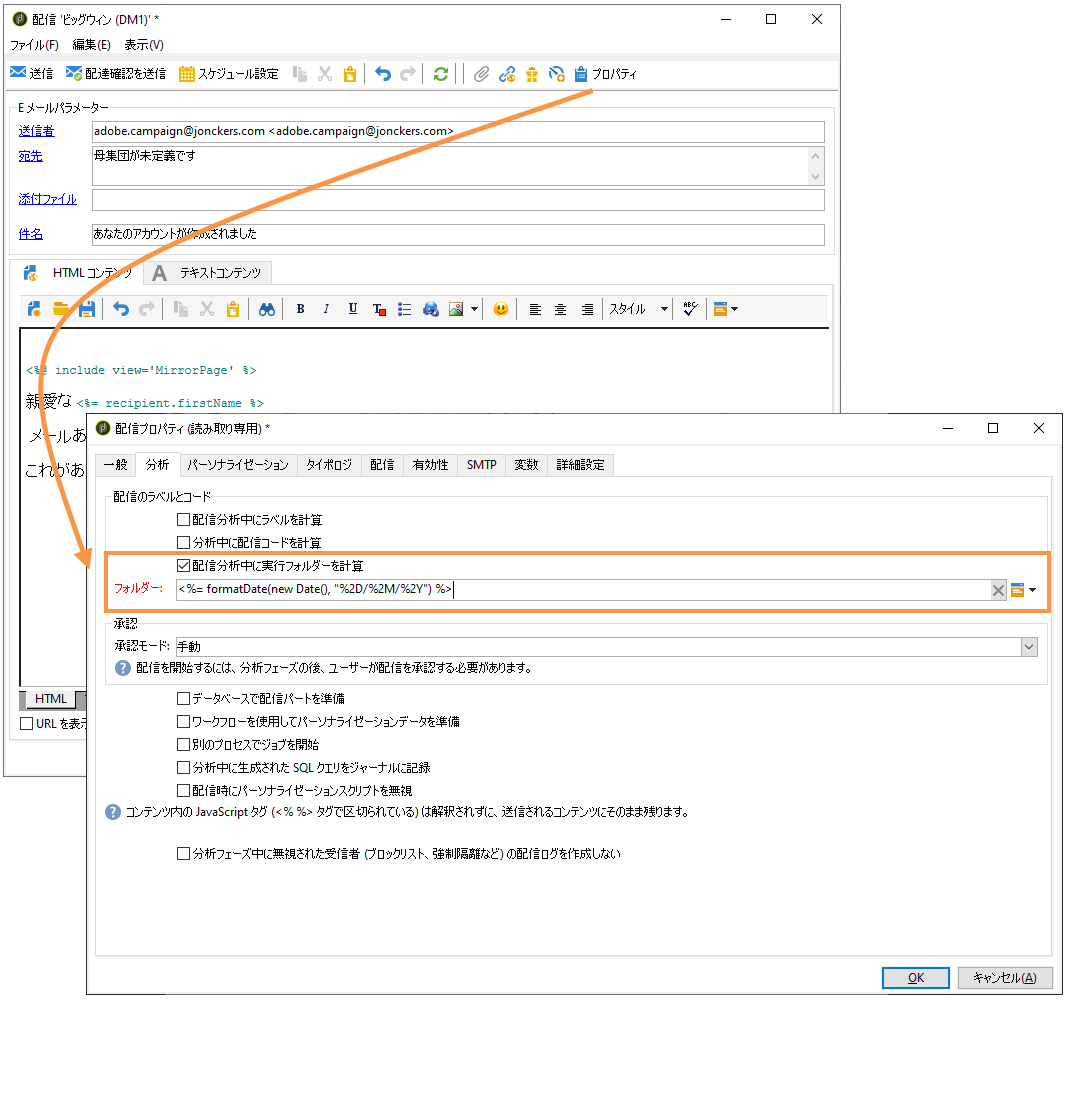 配信 'ビッグウィン (DM1)' *
ファイル(F) 編集(E) 表示(V)
送信 配達確認を送信 スケジュール設定 プロパティ
E メールパラメーター
送信者 adobe.campaign@jonckers.com <adobe.campaign@jonckers.com>
宛先 母集団が未定義です
添付ファイル
件名 あなたのアカウントが作成されました
HTML コンテンツ A テキストコンテンツ
B I U T スタイル ABC
<%@ include view='MirrorPage' %>
親愛な <%= recipient.firstName %>
メールあ
これがあ
HTML
URL を表示
配信プロパティ (読み取り専用) *
一般 分析 パーソナライゼーション タイポロジ 配信 有効性 SMTP 変数 詳細設定
配信のラベルとコード
配信分析中にラベルを計算
分析中に配信コードを計算
配信分析中に実行フォルダーを計算
フォルダー: <%= formatDate(new Date(), "%2D/%2M/%2Y") %>
承認
承認モード: 手動
配信を開始するには、分析フェーズの後、ユーザーが配信を承認する必要があります。
データベースで配信パートを準備
ワークフローを使用してパーソナライゼーションデータを準備
別のプロセスでジョブを開始
分析中に生成された SQL クエリをジャーナルに記録
配信時にパーソナライゼーションスクリプトを無視
コンテンツ内の JavaScript タグ (<% %> タグで区切られている) は解釈されずに、送信されるコンテンツにそのまま残ります。
分析フェーズ中に無視された受信者 (ブロックリスト、強制隔離など) の配信ログを作成しない
OK キャンセル(A)